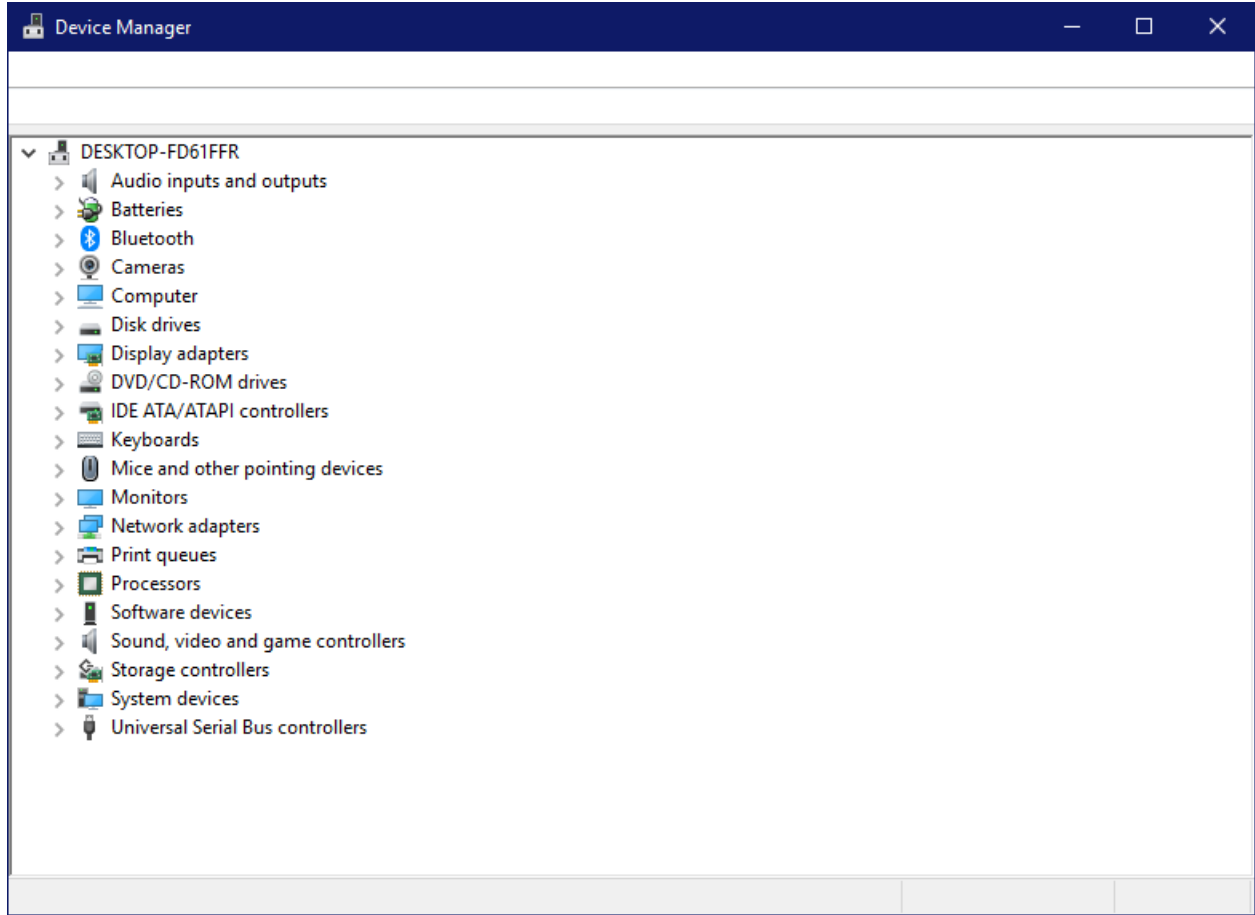 Device Manager
DESKTOP-FD61FFR
Audio inputs and outputs
Batteries
Bluetooth
Cameras
Computer
Disk drives
Display adapters
DVD/CD-ROM drives
IDE ATA/ATAPI controllers
Keyboards
Mice and other pointing devices
Monitors
Network adapters
Print queues
Processors
Software devices
Sound, video and game controllers
Storage controllers
System devices
Universal Serial Bus controllers